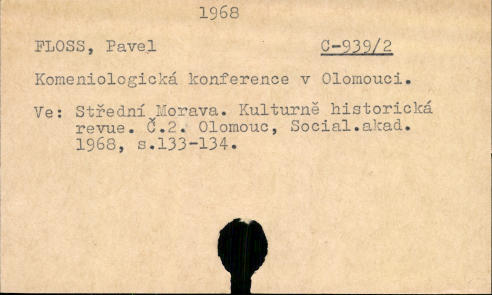 1968
FLOSS, Pavel C-939/2
Komeniologická konference v Olomouci.
Ve: Střední Morava. Kulturně historická
revue. Č.2. Olomouc, Social.akad.
1968, s.133-134.